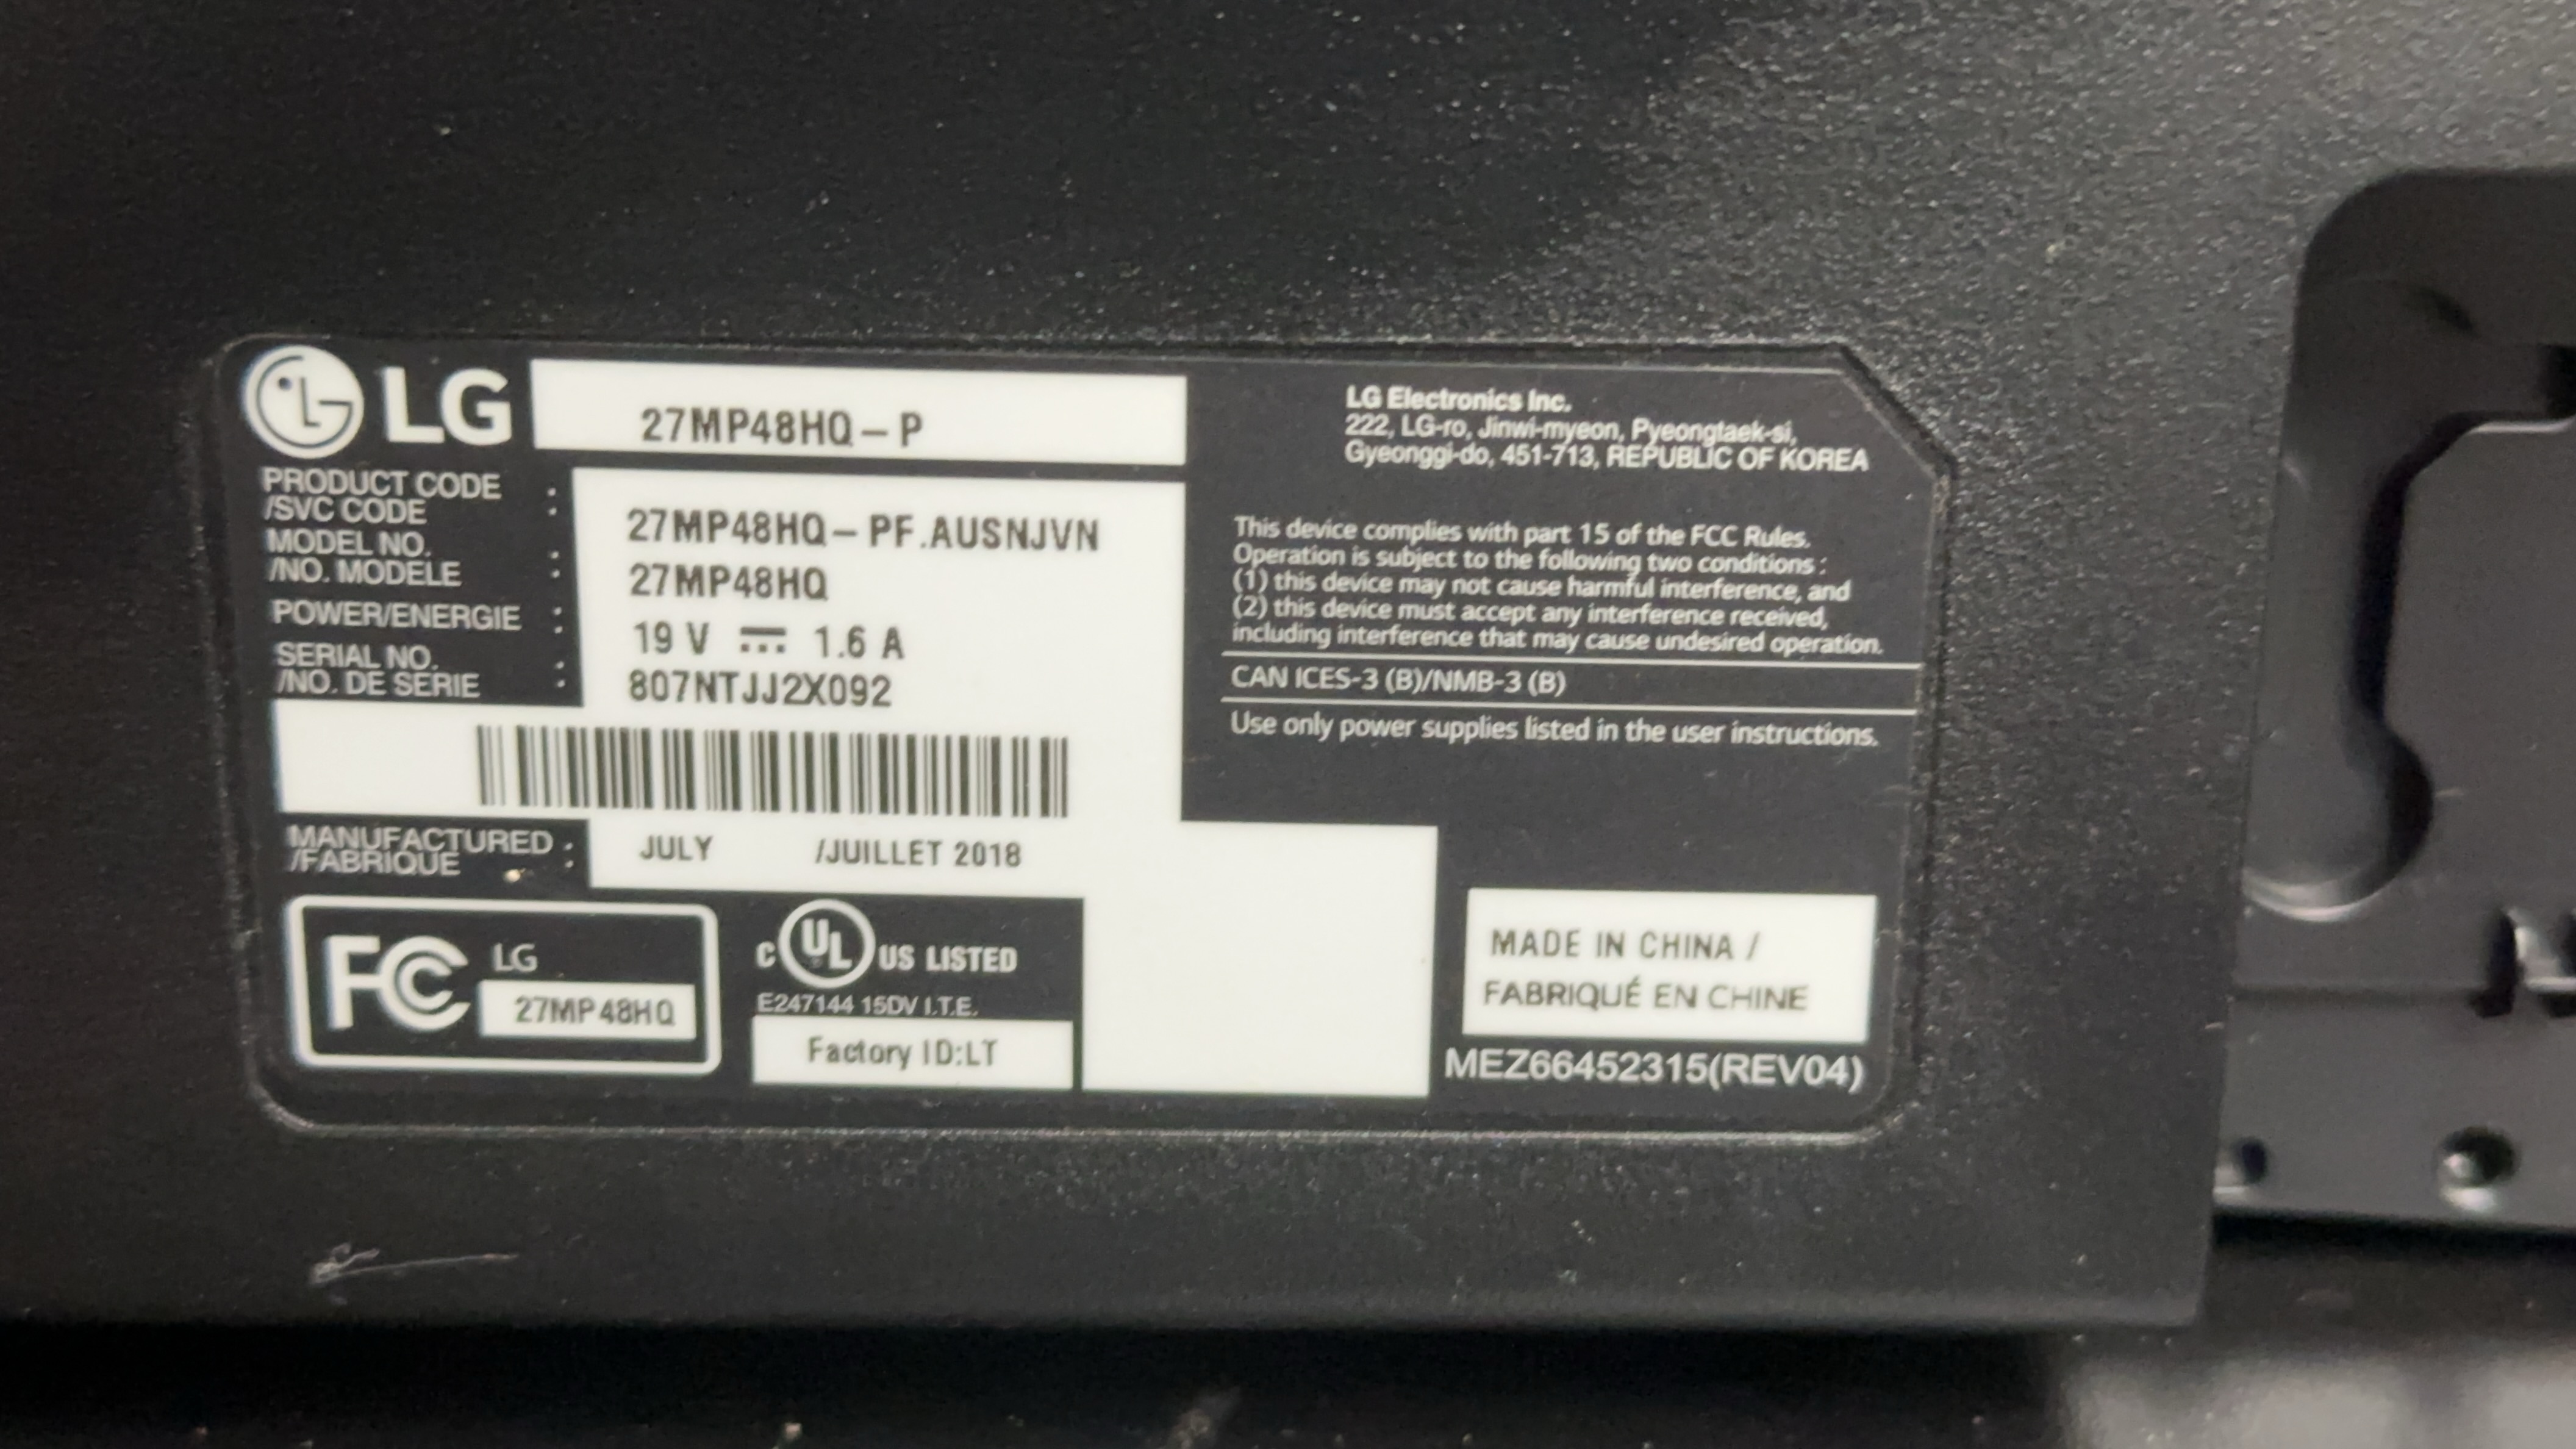 LG 27MP48HQ-P
PRODUCT CODE
/SVC CODE : 27MP48HQ-PF.AUSNJVN
MODEL NO.
/NO. MODELE : 27MP48HQ
POWER/ENERGIE : 19 V ⎓ 1.6 A
SERIAL NO.
/NO. DE SERIE : 807NTJJ2X092
MANUFACTURED
/FABRIQUE : JULY /JUILLET 2018
FC LG
27MP48HQ
C UL US LISTED
E247144 15DV I.T.E.
Factory ID:LT
LG Electronics Inc.
222, LG-ro, Jinwi-myeon, Pyeongtaek-si,
Gyeonggi-do, 451-713, REPUBLIC OF KOREA
This device complies with part 15 of the FCC Rules.
Operation is subject to the following two conditions :
(1) this device may not cause harmful interference, and
(2) this device must accept any interference received,
including interference that may cause undesired operation.
CAN ICES-3 (B)/NMB-3 (B)
Use only power supplies listed in the user instructions.
MADE IN CHINA /
FABRIQUÉ EN CHINE
MEZ66452315(REV04)